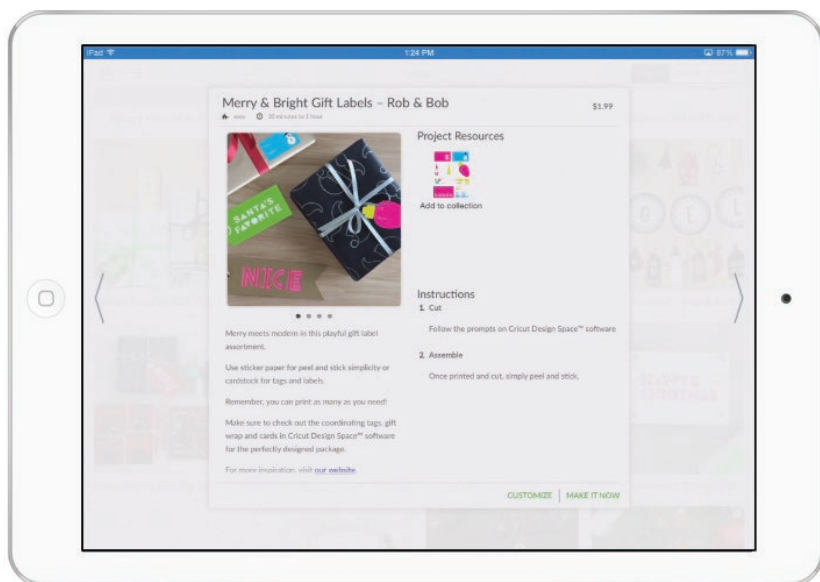 iPad
1:24 PM
87%
Merry & Bright Gift Labels – Rob & Bob
$1.99
easy
30 minutes to 1 hour
Project Resources
SANTA'S
FAVORITE
NICE
Add to collection
Instructions
1. Cut
Follow the prompts on Cricut Design Space™ software
2. Assemble
Once printed and cut, simply peel and stick.
Merry meets modern in this playful gift label
assortment.
Use sticker paper for peel and stick simplicity or
cardstock for tags and labels.
Remember, you can print as many as you need!
Make sure to check out the coordinating tags, gift
wrap and cards in Cricut Design Space™ software
for the perfectly designed package.
For more inspiration, visit our website.
CUSTOMIZE
MAKE IT NOW